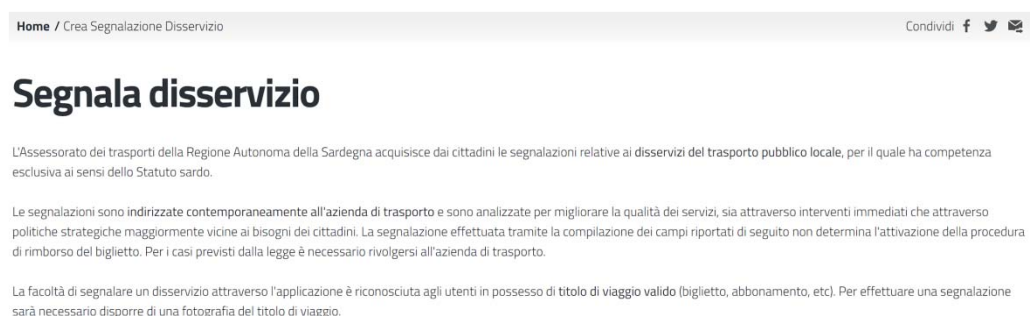 Home / Crea Segnalazione Disservizio Condividi
Segnala disservizio
L'Assessorato dei trasporti della Regione Autonoma della Sardegna acquisisce dai cittadini le segnalazioni relative ai disservizi del trasporto pubblico locale, per il quale ha competenza
esclusiva ai sensi dello Statuto sardo.
Le segnalazioni sono indirizzate contemporaneamente all'azienda di trasporto e sono analizzate per migliorare la qualità dei servizi, sia attraverso interventi immediati che attraverso
politiche strategiche maggiormente vicine ai bisogni dei cittadini. La segnalazione effettuata tramite la compilazione dei campi riportati di seguito non determina l'attivazione della procedura
di rimborso del biglietto. Per i casi previsti dalla legge è necessario rivolgersi all'azienda di trasporto.
La facoltà di segnalare un disservizio attraverso l'applicazione è riconosciuta agli utenti in possesso di titolo di viaggio valido (biglietto, abbonamento, etc). Per effettuare una segnalazione
sarà necessario disporre di una fotografia del titolo di viaggio.